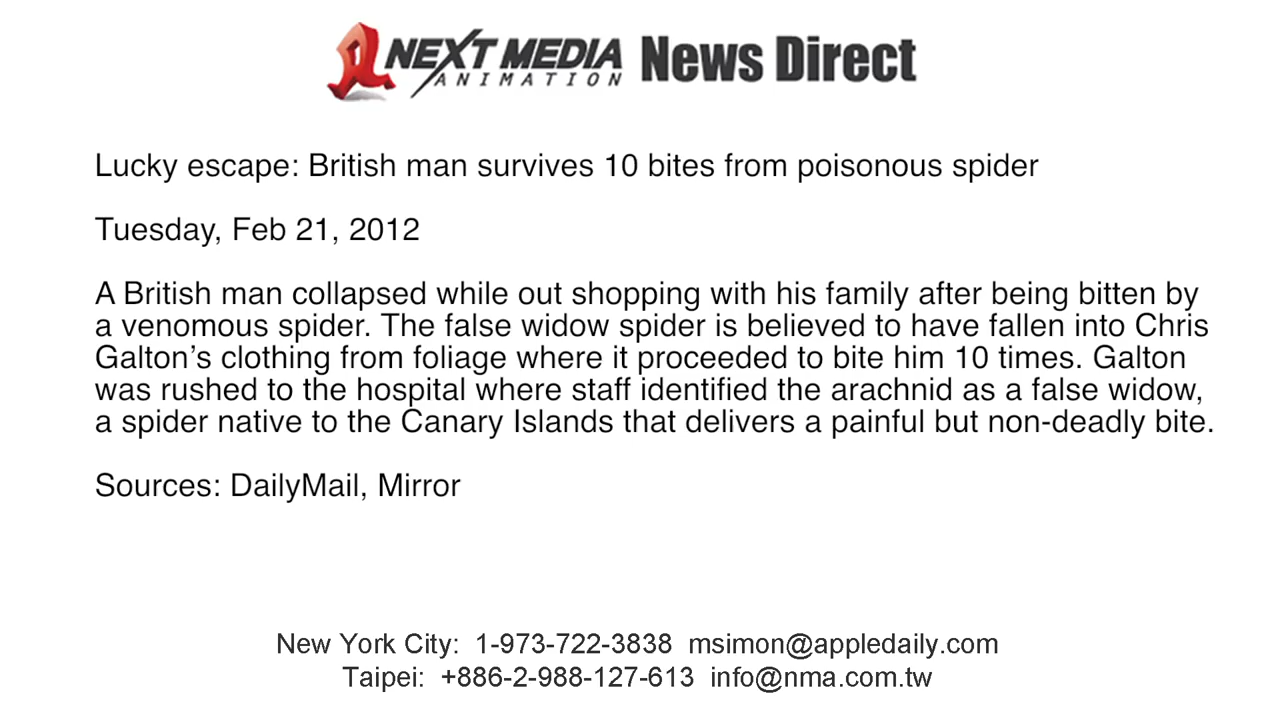 NEXT MEDIA ANIMATION News Direct
Lucky escape: British man survives 10 bites from poisonous spider
Tuesday, Feb 21, 2012
A British man collapsed while out shopping with his family after being bitten by
a venomous spider. The false widow spider is believed to have fallen into Chris
Galton’s clothing from foliage where it proceeded to bite him 10 times. Galton
was rushed to the hospital where staff identified the arachnid as a false widow,
a spider native to the Canary Islands that delivers a painful but non-deadly bite.
Sources: DailyMail, Mirror
New York City: 1-973-722-3838 msimon@appledaily.com
Taipei: +886-2-988-127-613 info@nma.com.tw